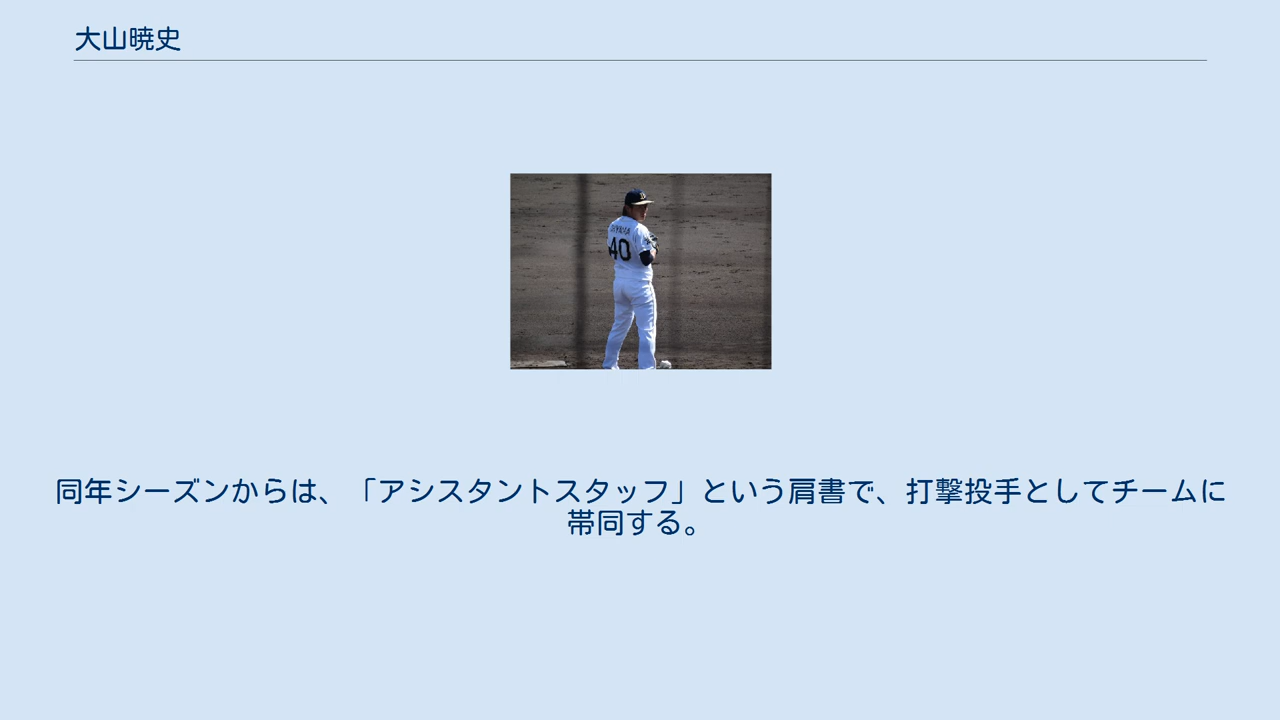 大山暁史
40
同年シーズンからは、「アシスタントスタッフ」という肩書で、打撃投手としてチームに
帯同する。